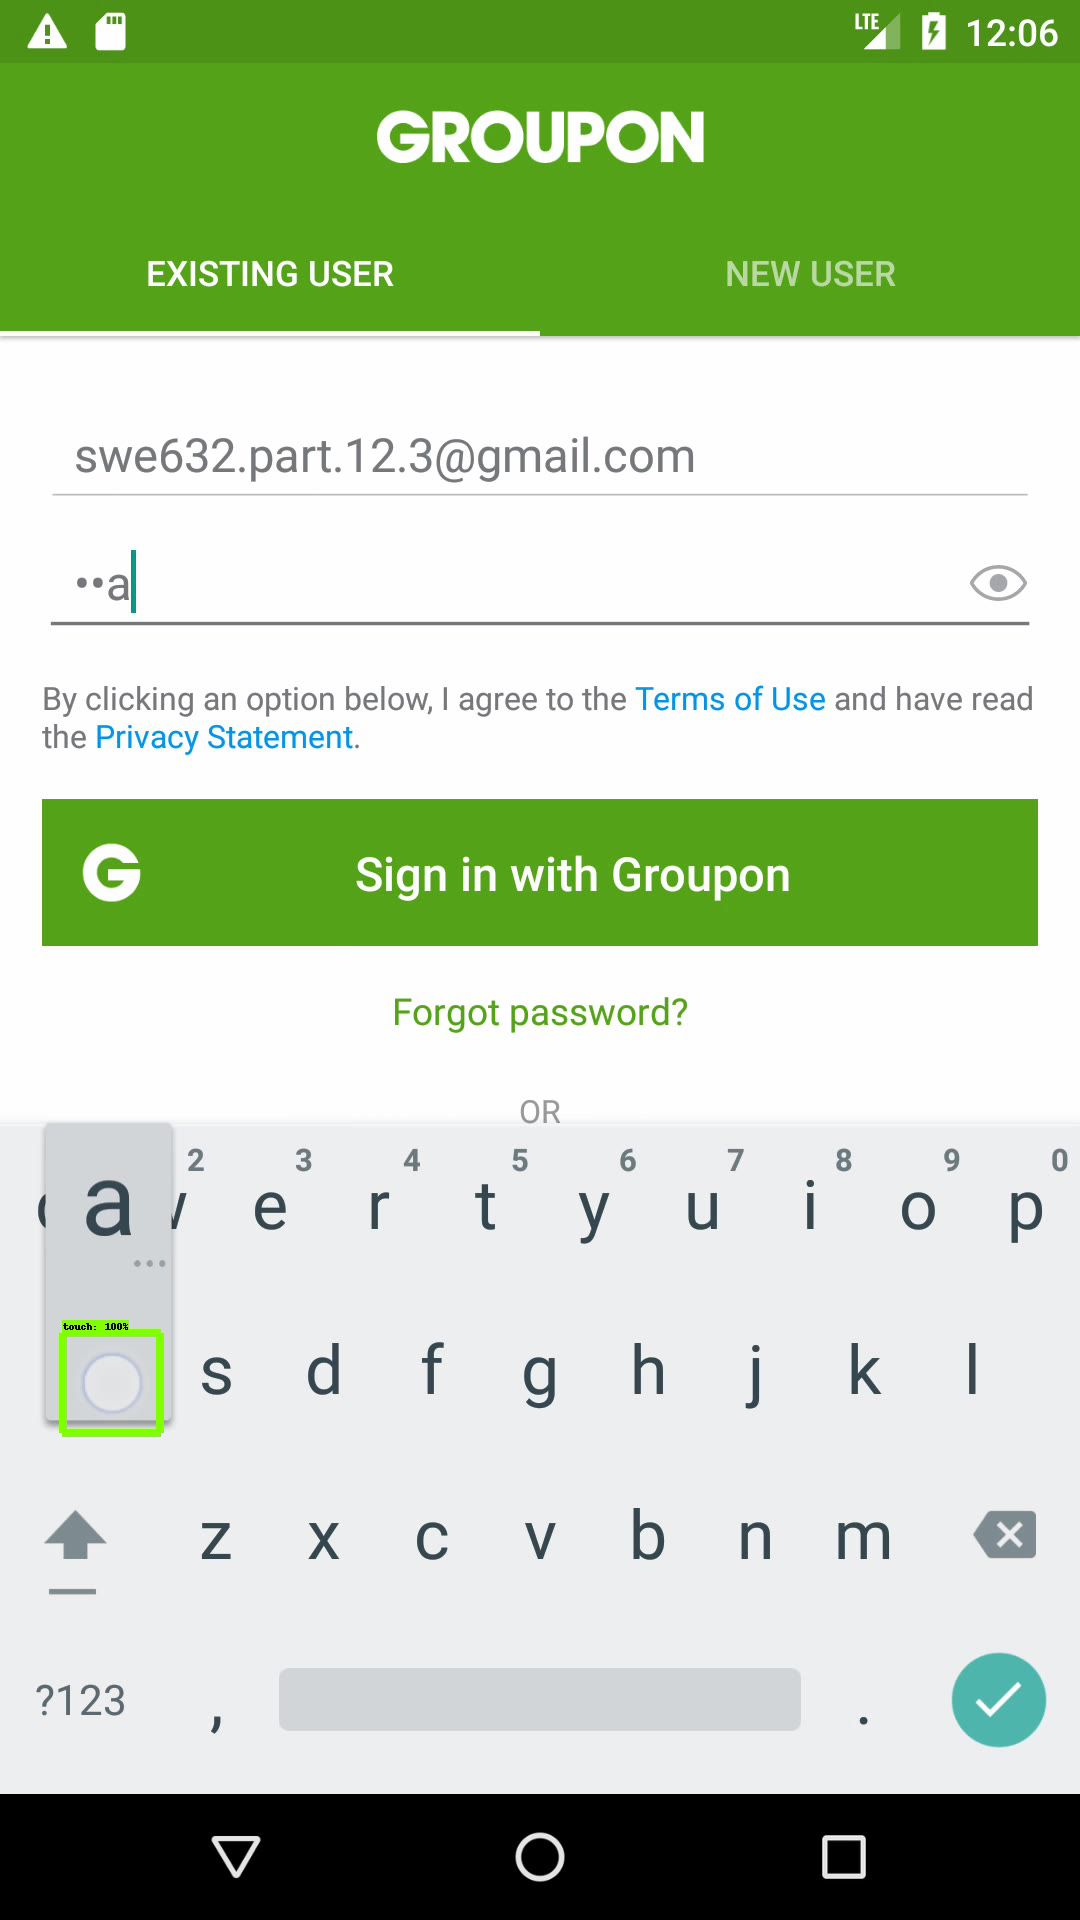 LTE 12:06
GROUPON
EXISTING USER NEW USER
swe632.part.12.3@gmail.com
••a
By clicking an option below, I agree to the Terms of Use and have read
the Privacy Statement.
G Sign in with Groupon
Forgot password?
OR
2 3 4 5 6 7 8 9 0
e r t y u i o p
a
touch: 100%
s d f g h j k l
z x c v b n m
?123 , .